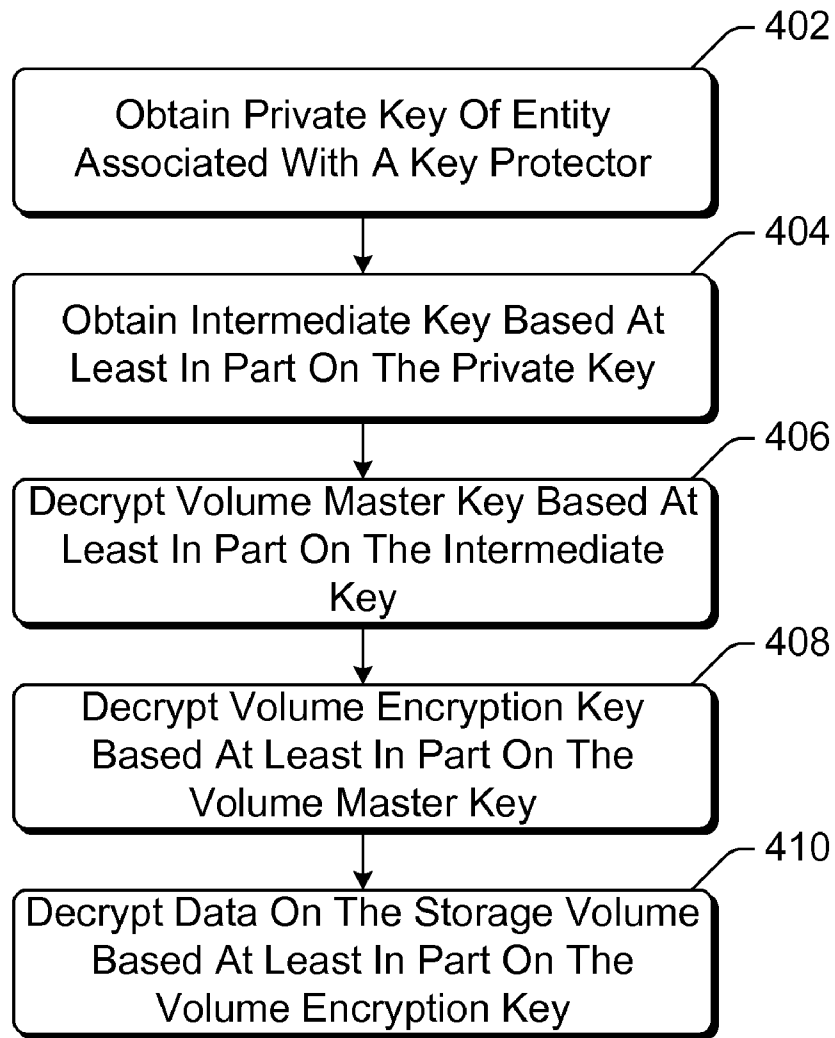 402
Obtain Private Key Of Entity
Associated With A Key Protector
404
Obtain Intermediate Key Based At
Least In Part On The Private Key
406
Decrypt Volume Master Key Based At
Least In Part On The Intermediate
Key
408
Decrypt Volume Encryption Key
Based At Least In Part On The
Volume Master Key
410
Decrypt Data On The Storage Volume
Based At Least In Part On The
Volume Encryption Key